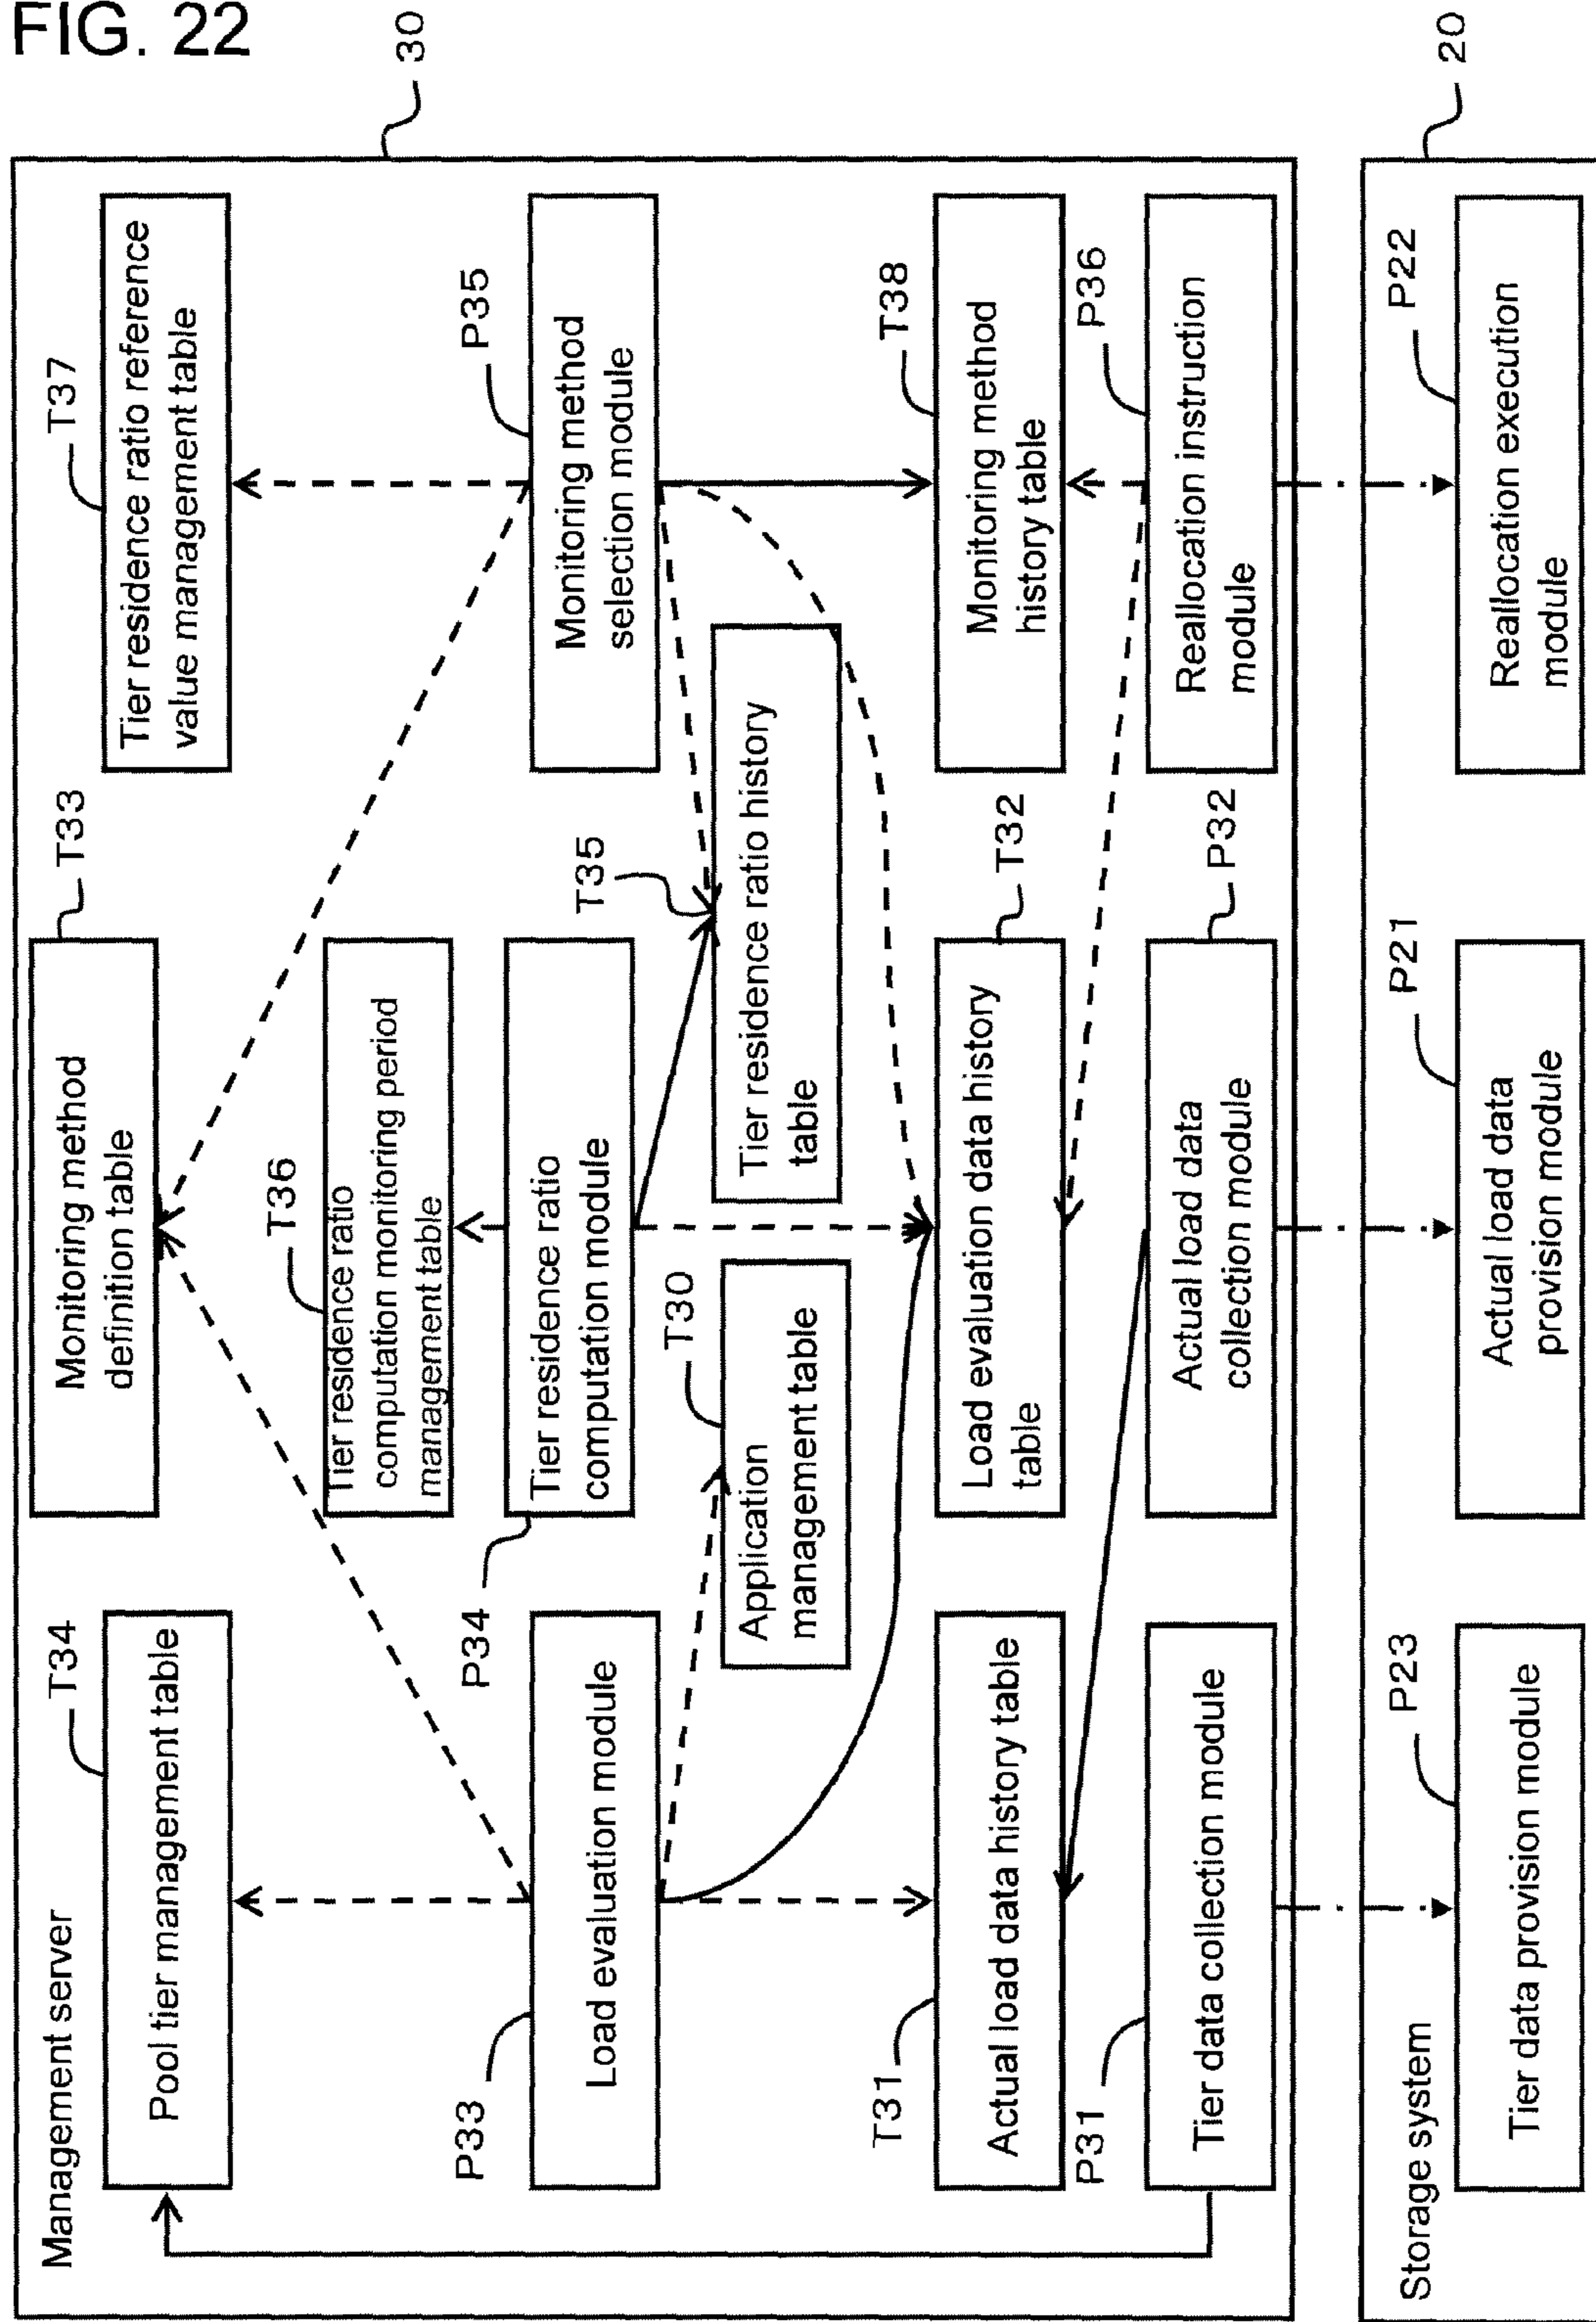 FIG. 22
30
Management server
T34
Pool tier management table
T33
Monitoring method
definition table
T37
Tier residence ratio reference
value management table
T36
Tier residence ratio
computation monitoring period
management table
P33
Load evaluation module
P34
Tier residence ratio
computation module
P35
Monitoring method
selection module
T30
Application
management table
T35
Tier residence ratio history
table
T31
Actual load data history table
T32
Load evaluation data history
table
T38
Monitoring method
history table
P31
Tier data collection module
P32
Actual load data
collection module
P36
Reallocation instruction
module
20
Storage system
P23
Tier data provision module
P21
Actual load data
provision module
P22
Reallocation execution
module